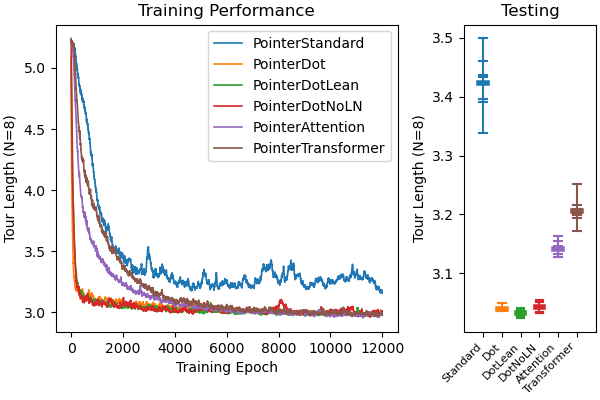 Training Performance
Tour Length (N=8)
5.0
4.5
4.0
3.5
3.0
0
2000
4000
6000
8000
10000
12000
Training Epoch
PointerStandard
PointerDot
PointerDotLean
PointerDotNoLN
PointerAttention
PointerTransformer
Testing
Tour Length (N=8)
3.5
3.4
3.2
3.1
Standard
Dot
DotLean
DotNoLN
Attention
Transformer